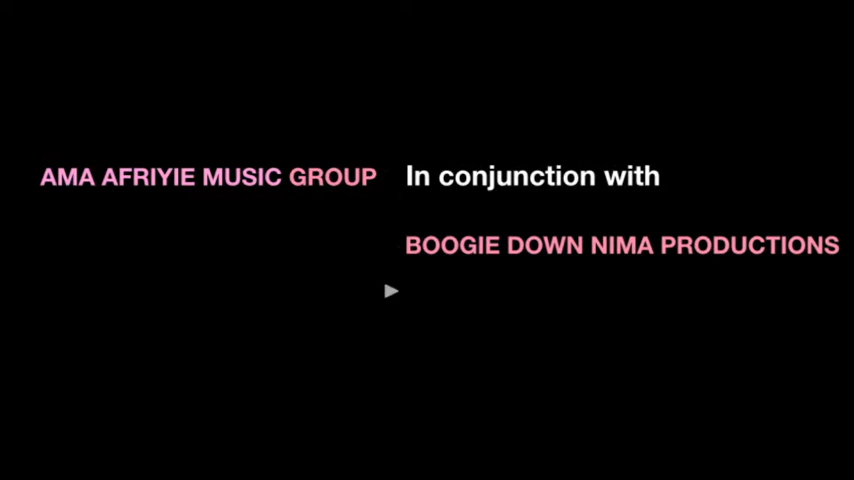 AMA AFRIYIE MUSIC GROUP In conjunction with
BOOGIE DOWN NIMA PRODUCTIONS